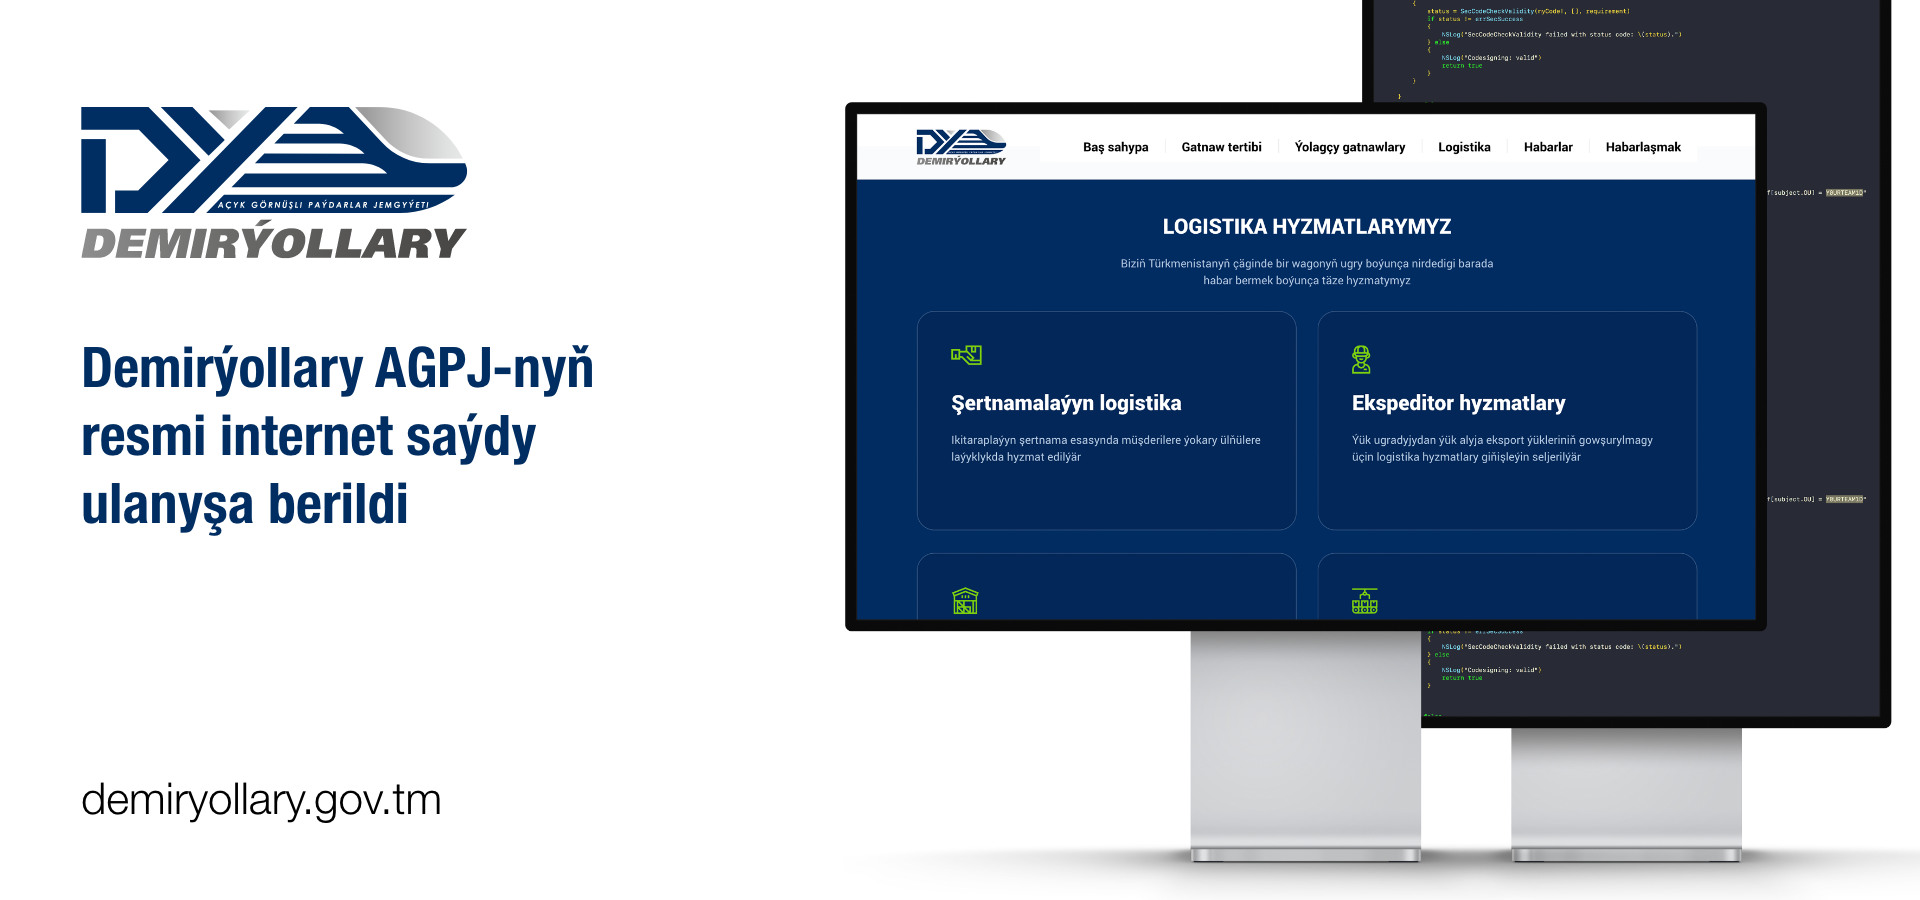 AÇYK GÖRNÜŞLI PAÝDARLAR JEMGYÝETI
DEMIRÝOLLARY
Demirýollary AGPJ-nyň
resmi internet saýdy
ulanyşa berildi
demiryollary.gov.tm
DEMIRÝOLLARY
Baş sahypa
Gatnaw tertibi
Ýolagçy gatnawlary
Logistika
Habarlar
Habarlaşmak
LOGISTIKA HYZMATLARYMYZ
Biziň Türkmenistanyň çäginde bir wagonyň ugry boýunça nirdedigi barada
habar bermek boýunça täze hyzmatymyz
Şertnamalaýyn logistika
Ikitaraplaýyn şertnama esasynda müşderilere ýokary ülňülere
laýyklykda hyzmat edilýär
Ekspeditor hyzmatlary
Ýük ugradyjydan ýük alyja eksport ýükleriniň gowşurylmagy
üçin logistika hyzmatlary giňişleýin seljerilýär
{
status = SecCodeCheckValidity(myCode!, [], requirement)
if status != errSecSuccess
{
NSLog("SecCodeCheckValidity failed with status code: \(status).")
} else
{
NSLog("Codesigning: valid")
return true
}
}
}
f[subject.OU] = YOURTEAMID"
f[subject.OU] = YOURTEAMID"
if status != errSecSuccess
{
NSLog("SecCodeCheckValidity failed with status code: \(status).")
} else
{
NSLog("Codesigning: valid")
return true
}